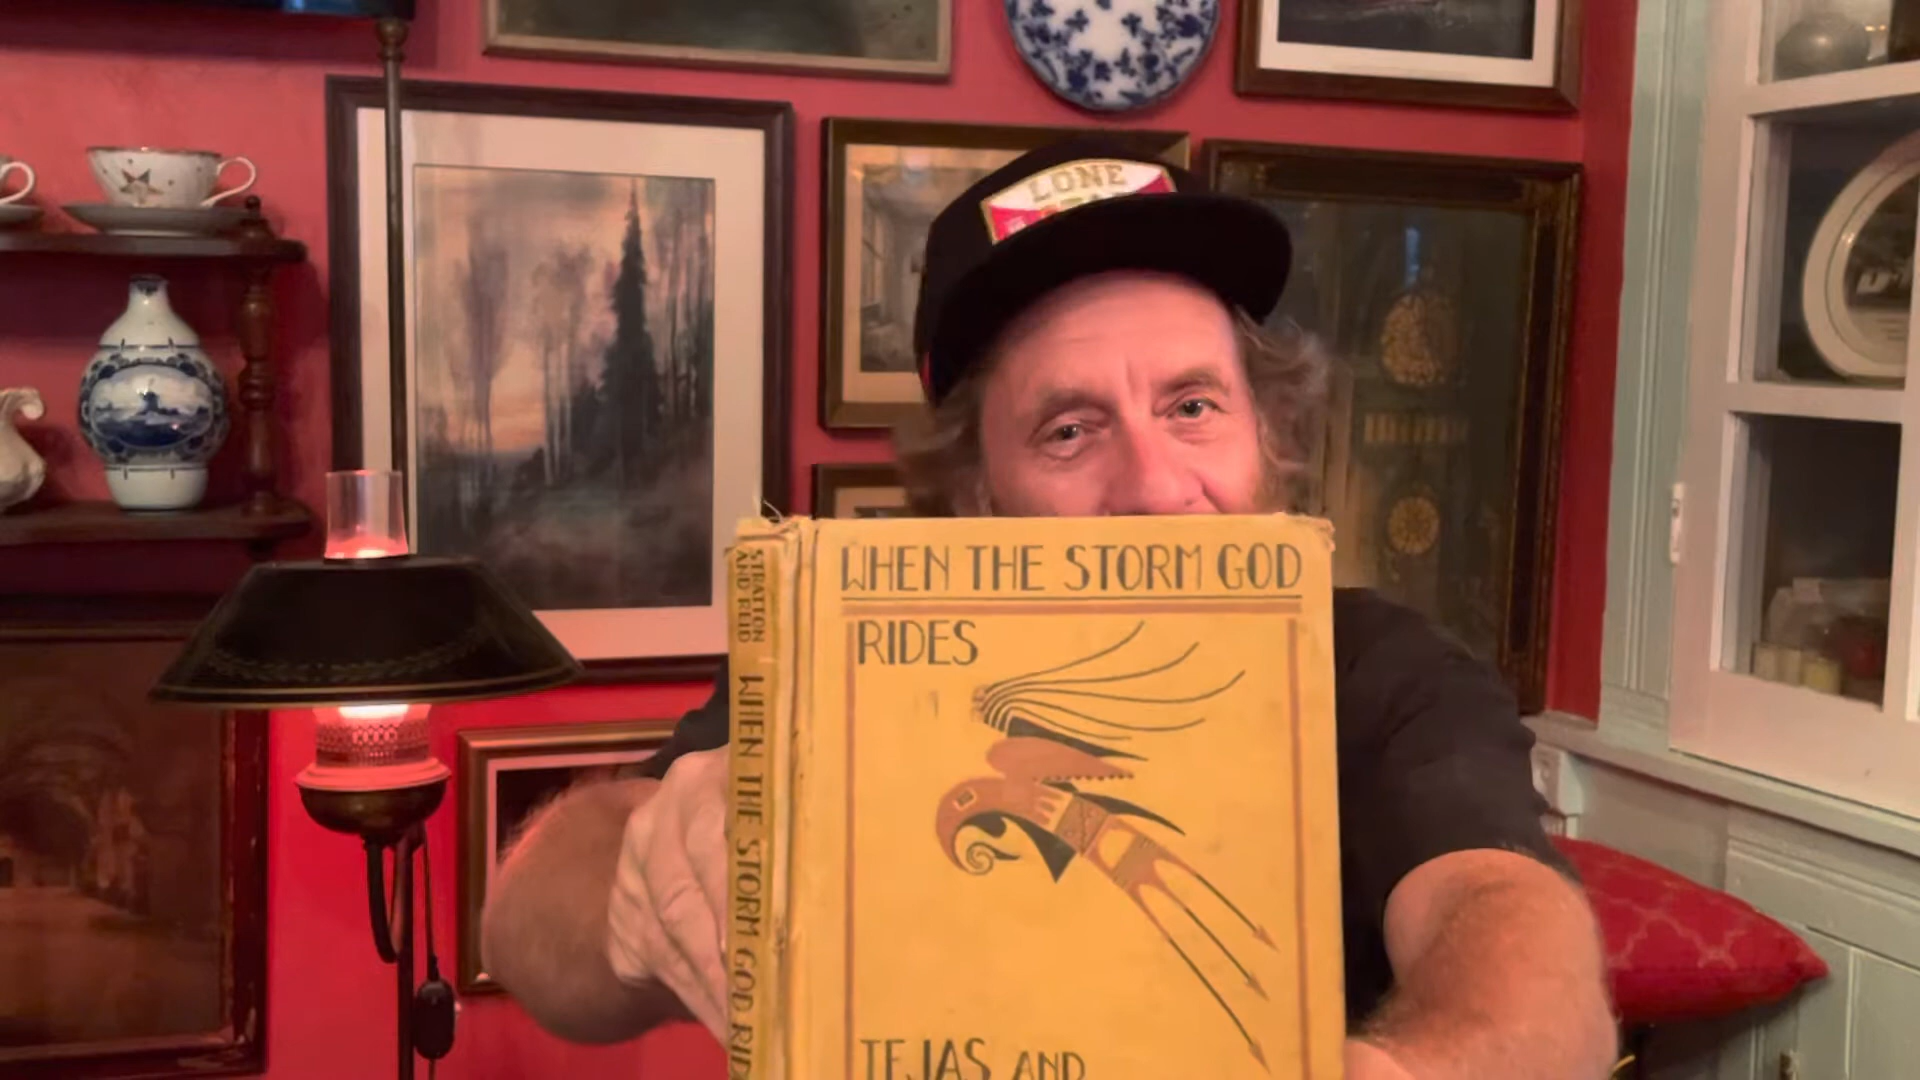 LONE
WHEN THE STORM GOD
RIDES
TEJAS AND
STRATTON
AND REID
WHEN THE STORM GOD RID